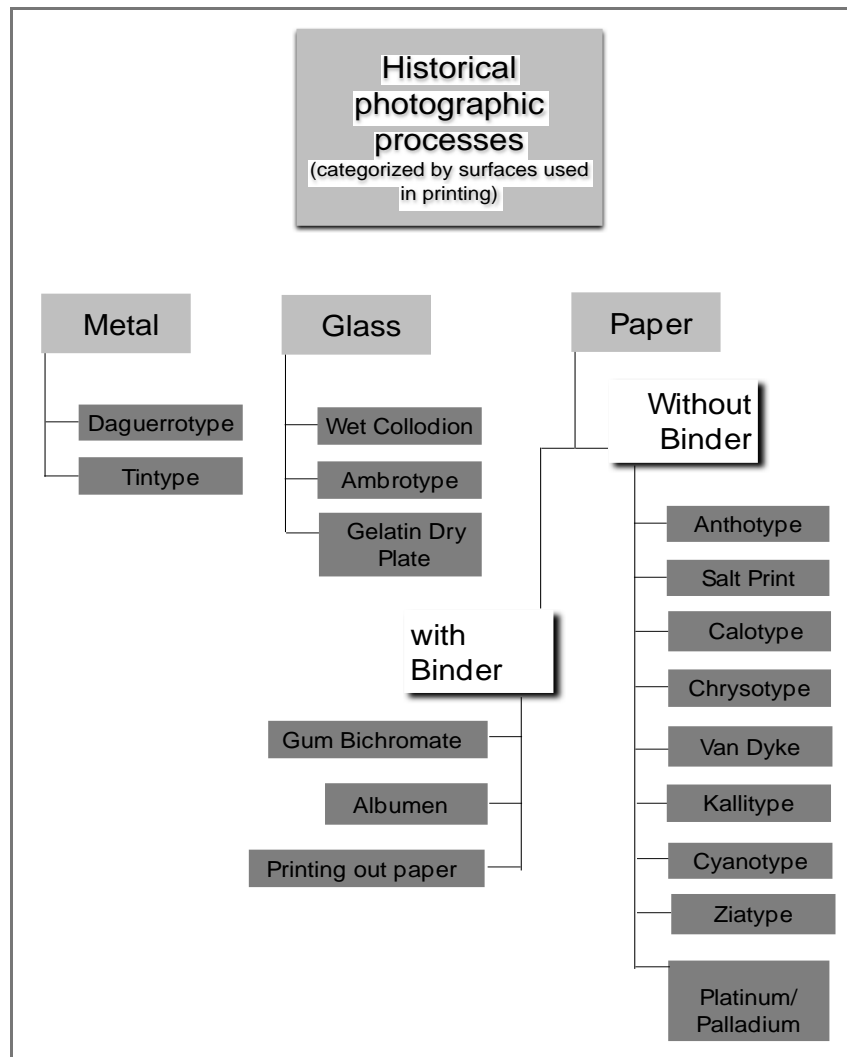 Historical
photographic
processes
(categorized by surfaces used
in printing)
Metal
Daguerrotype
Tintype
Glass
Wet Collodion
Ambrotype
Gelatin Dry
Plate
Paper
with
Binder
Gum Bichromate
Albumen
Printing out paper
Without
Binder
Anthotype
Salt Print
Calotype
Chrysotype
Van Dyke
Kallitype
Cyanotype
Ziatype
Platinum/
Palladium